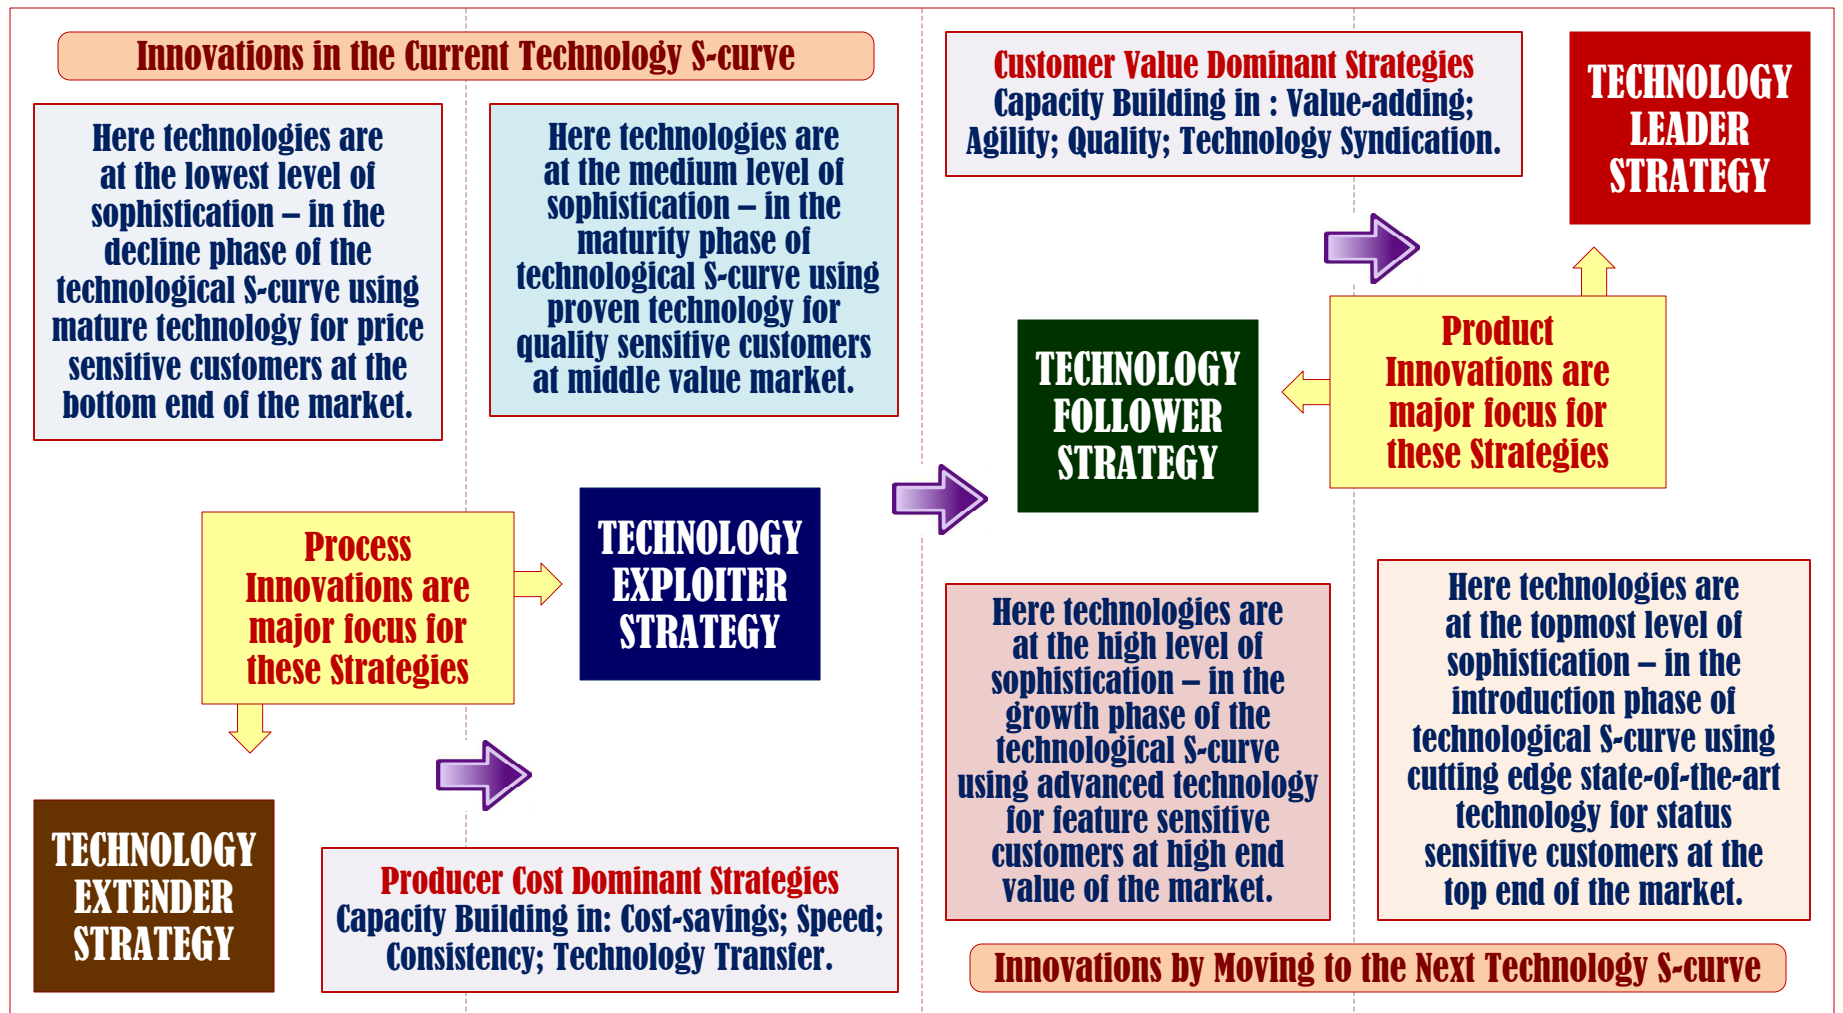 Innovations in the Current Technology S-curve
Here technologies are
at the lowest level of
sophistication – in the
decline phase of the
technological S-curve using
mature technology for price
sensitive customers at the
bottom end of the market.
Here technologies are
at the medium level of
sophistication – in the
maturity phase of
technological S-curve using
proven technology for
quality sensitive customers
at middle value market.
Process
Innovations are
major focus for
these Strategies
TECHNOLOGY
EXPLOITER
STRATEGY
TECHNOLOGY
EXTENDER
STRATEGY
Producer Cost Dominant Strategies
Capacity Building in: Cost-savings; Speed;
Consistency; Technology Transfer.
Customer Value Dominant Strategies
Capacity Building in : Value-adding;
Agility; Quality; Technology Syndication.
TECHNOLOGY
LEADER
STRATEGY
TECHNOLOGY
FOLLOWER
STRATEGY
Product
Innovations are
major focus for
these Strategies
Here technologies are
at the high level of
sophistication – in the
growth phase of the
technological S-curve
using advanced technology
for feature sensitive
customers at high end
value of the market.
Here technologies are
at the topmost level of
sophistication – in the
introduction phase of
technological S-curve using
cutting edge state-of-the-art
technology for status
sensitive customers at the
top end of the market.
Innovations by Moving to the Next Technology S-curve